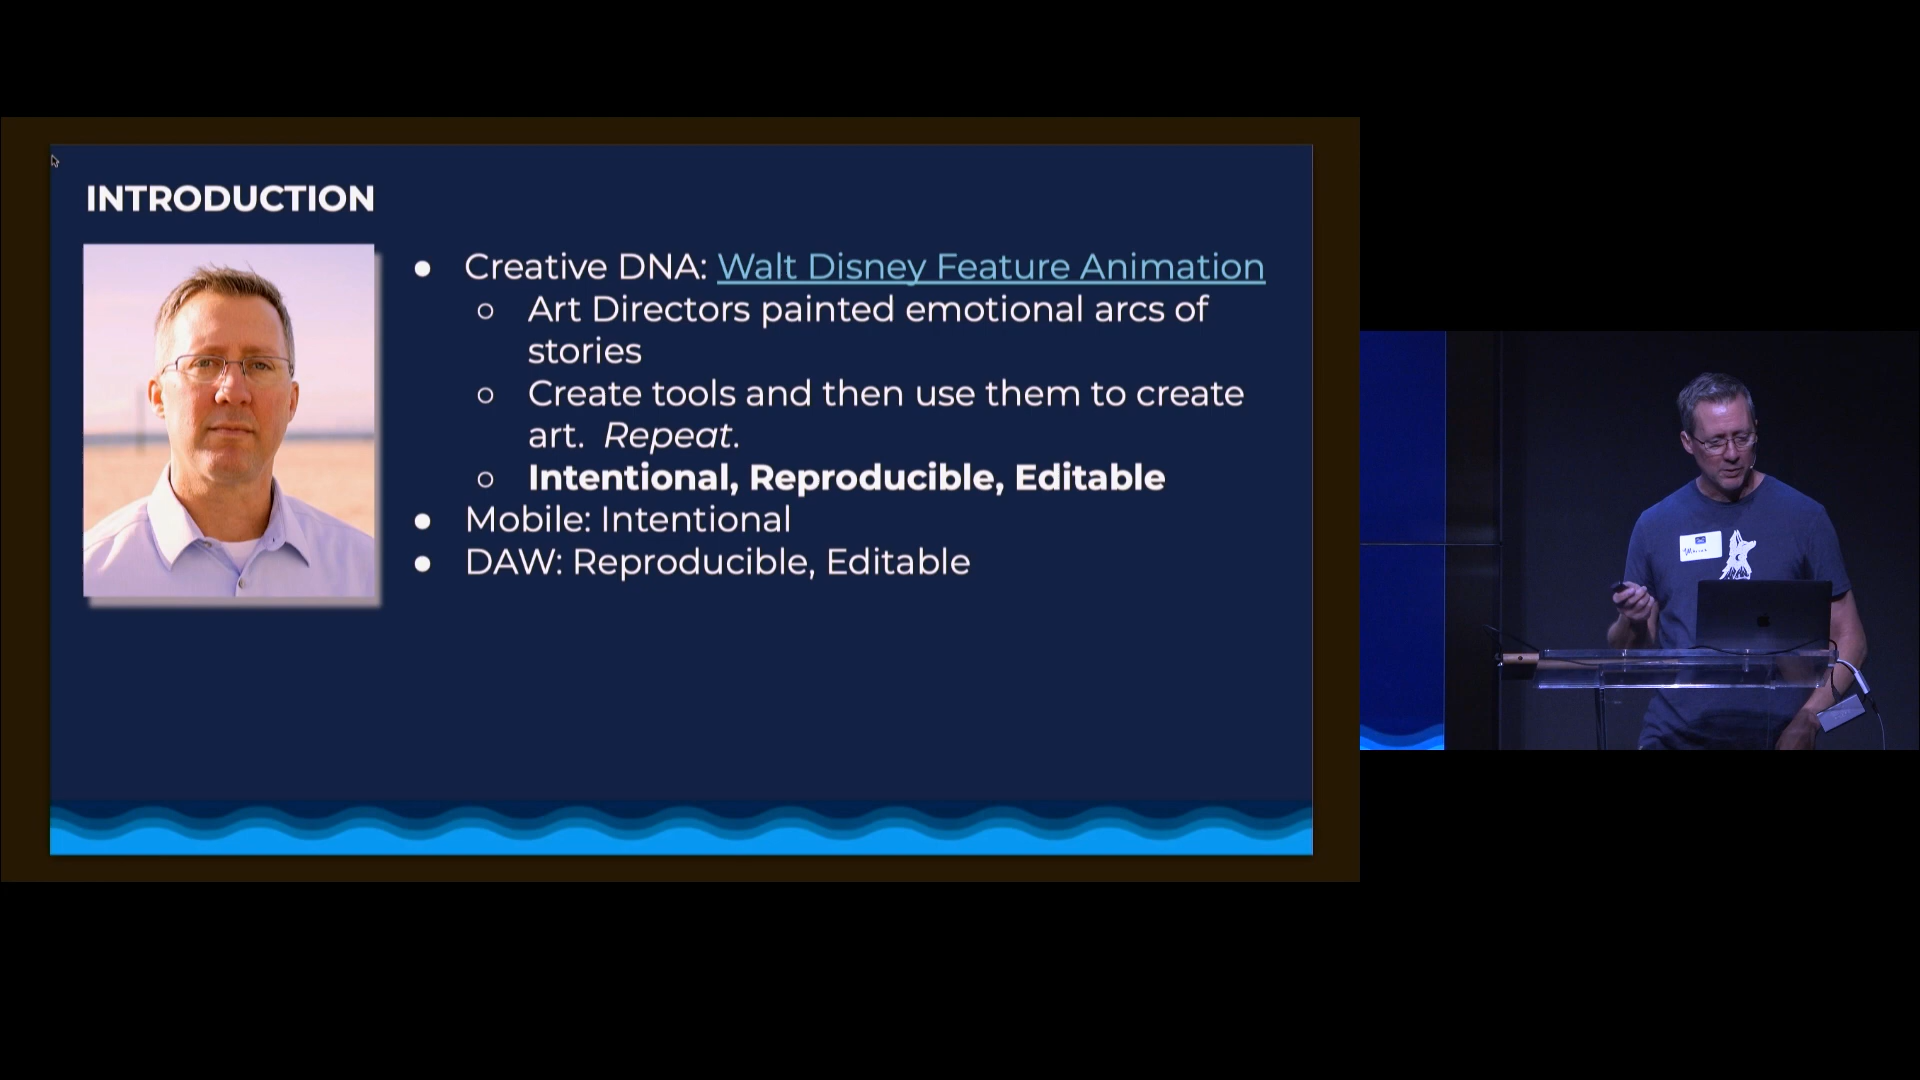 INTRODUCTION
● Creative DNA: Walt Disney Feature Animation
○ Art Directors painted emotional arcs of
stories
○ Create tools and then use them to create
art. Repeat.
○ Intentional, Reproducible, Editable
● Mobile: Intentional
● DAW: Reproducible, Editable